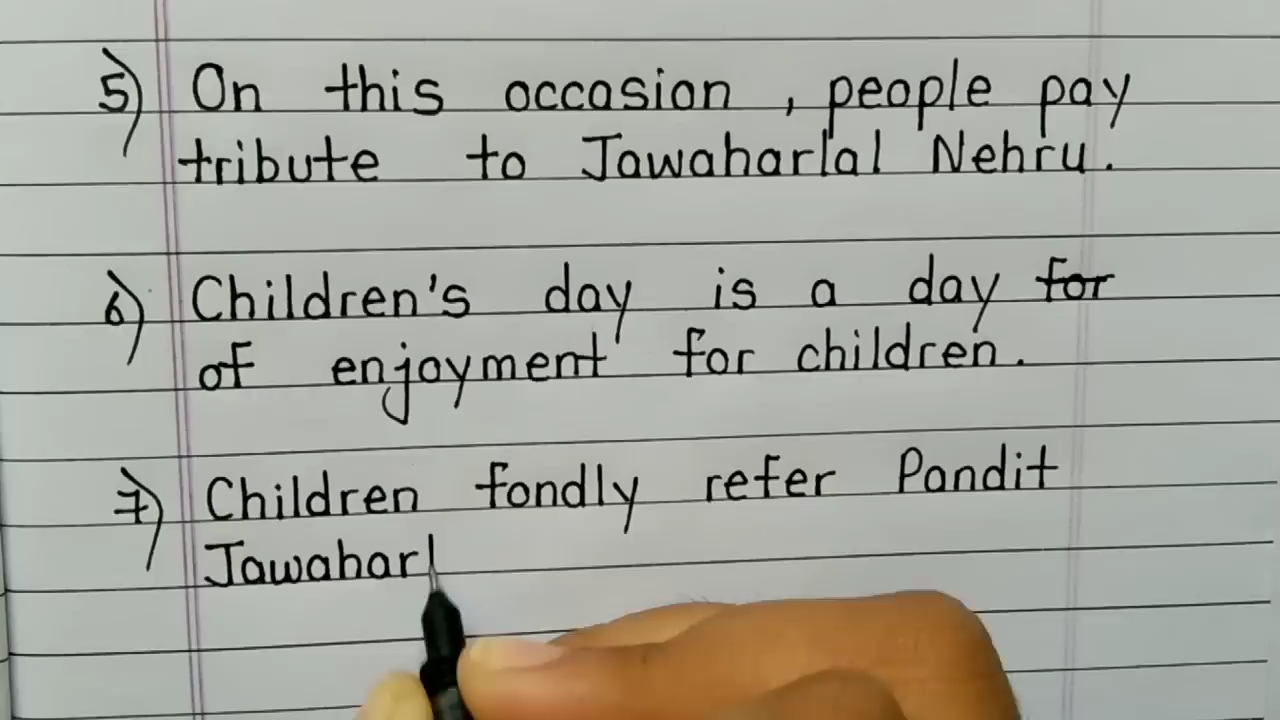 5) On this occasion, people pay
tribute to Jawaharlal Nehru.
6) Children's day is a day for
of enjoyment for children.
7) Children fondly refer Pandit
Jawaharl